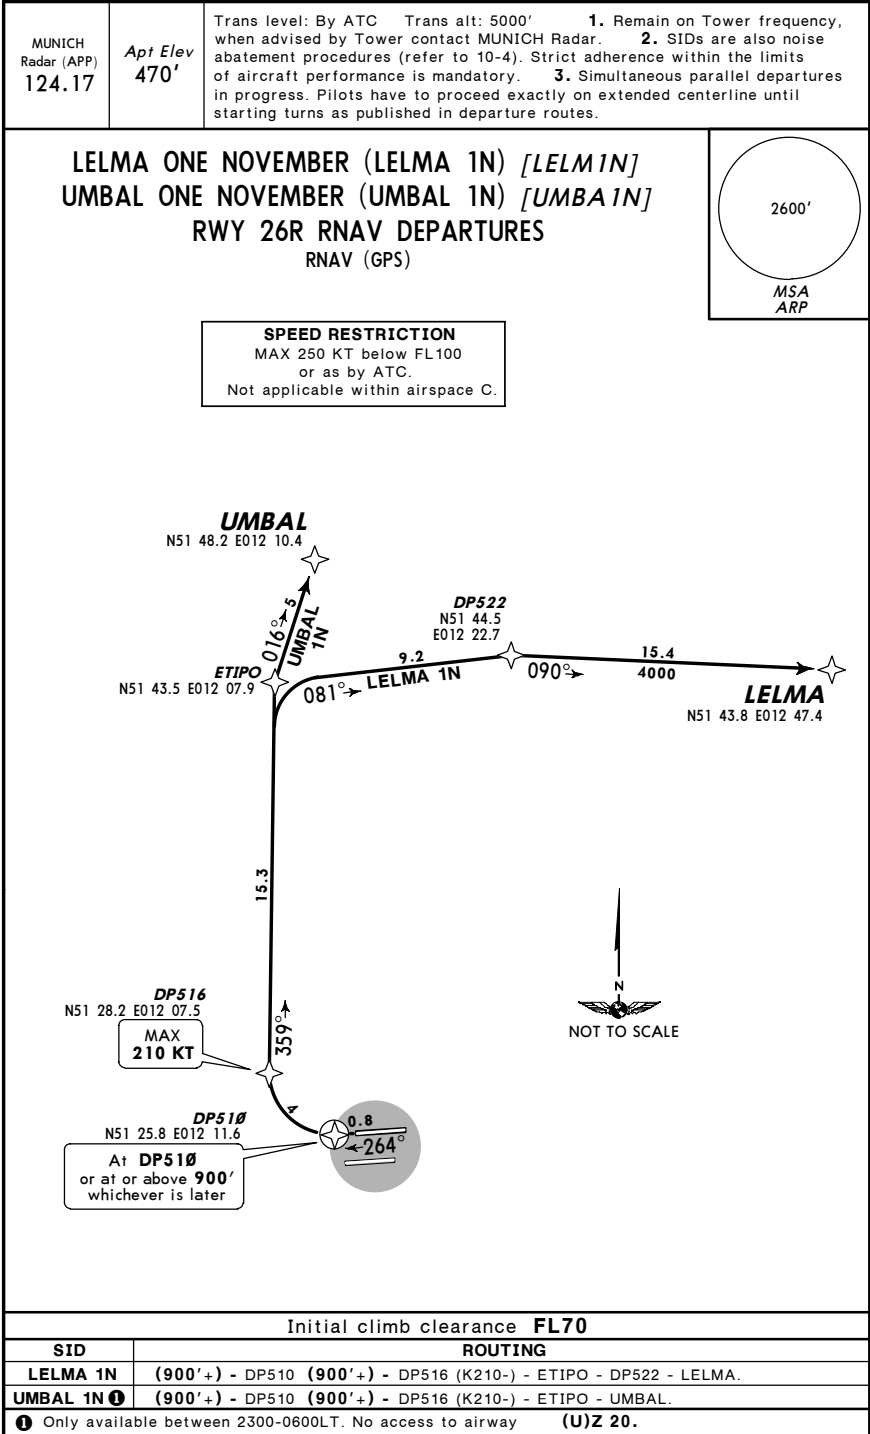 MUNICH
Radar (APP)
124.17
Apt Elev
470'
Trans level: By ATC Trans alt: 5000' 1. Remain on Tower frequency,
when advised by Tower contact MUNICH Radar. 2. SIDs are also noise
abatement procedures (refer to 10-4). Strict adherence within the limits
of aircraft performance is mandatory. 3. Simultaneous parallel departures
in progress. Pilots have to proceed exactly on extended centerline until
starting turns as published in departure routes.
LELMA ONE NOVEMBER (LELMA 1N) [LELM1N]
UMBAL ONE NOVEMBER (UMBAL 1N) [UMBA1N]
RWY 26R RNAV DEPARTURES
RNAV (GPS)
2600'
MSA
ARP
SPEED RESTRICTION
MAX 250 KT below FL100
or as by ATC.
Not applicable within airspace C.
UMBAL
N51 48.2 E012 10.4
016°
5
UMBAL
1N
DP522
N51 44.5
E012 22.7
ETIPO
N51 43.5 E012 07.9
081°
9.2
LELMA 1N
090°
15.4
4000
LELMA
N51 43.8 E012 47.4
15.3
359°
DP516
N51 28.2 E012 07.5
MAX
210 KT
N
NOT TO SCALE
4
DP51Ø
N51 25.8 E012 11.6
0.8
264°
At DP51Ø
or at or above 900'
whichever is later
Initial climb clearance FL70
SID ROUTING
LELMA 1N (900'+) - DP510 (900'+) - DP516 (K210-) - ETIPO - DP522 - LELMA.
UMBAL 1N ❶ (900'+) - DP510 (900'+) - DP516 (K210-) - ETIPO - UMBAL.
❶ Only available between 2300-0600LT. No access to airway (U)Z 20.